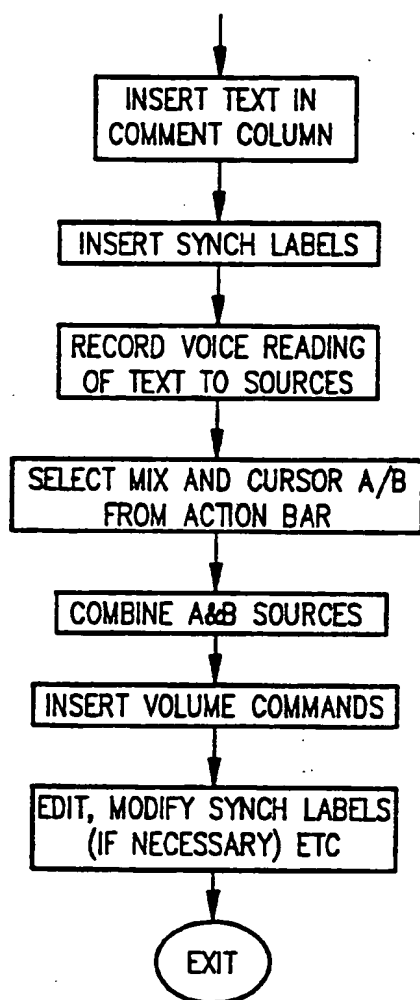 INSERT TEXT IN
COMMENT COLUMN
INSERT SYNCH LABELS
RECORD VOICE READING
OF TEXT TO SOURCES
SELECT MIX AND CURSOR A/B
FROM ACTION BAR
COMBINE A&B SOURCES
INSERT VOLUME COMMANDS
EDIT, MODIFY SYNCH LABELS
(IF NECESSARY) ETC
EXIT